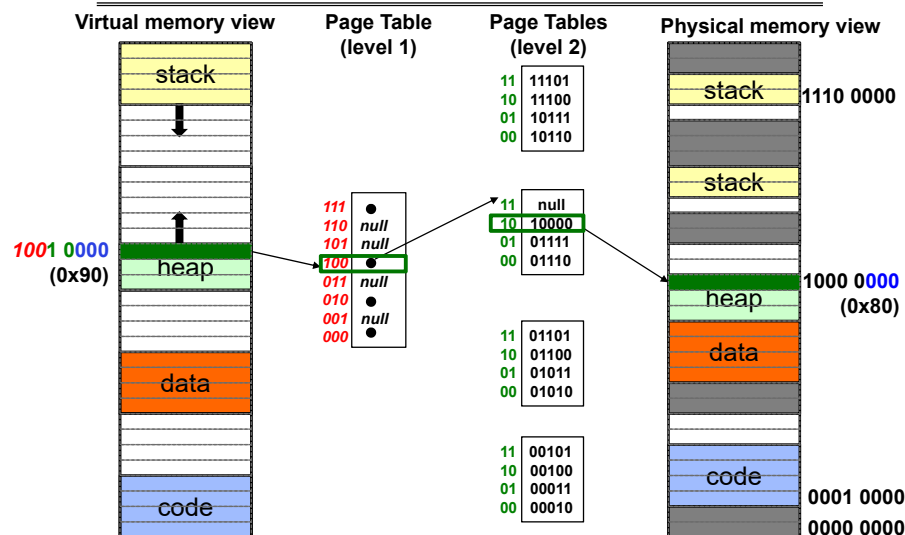 Virtual memory view
stack
1001 0000
(0x90)
heap
data
code
Page Table
(level 1)
111
110 null
101 null
100
011 null
010
001 null
000
Page Tables
(level 2)
11 11101
10 11100
01 10111
00 10110
11 null
10 10000
01 01111
00 01110
11 01101
10 01100
01 01011
00 01010
11 00101
10 00100
01 00011
00 00010
Physical memory view
stack 1110 0000
stack
1000 0000
heap (0x80)
data
code
0001 0000
0000 0000